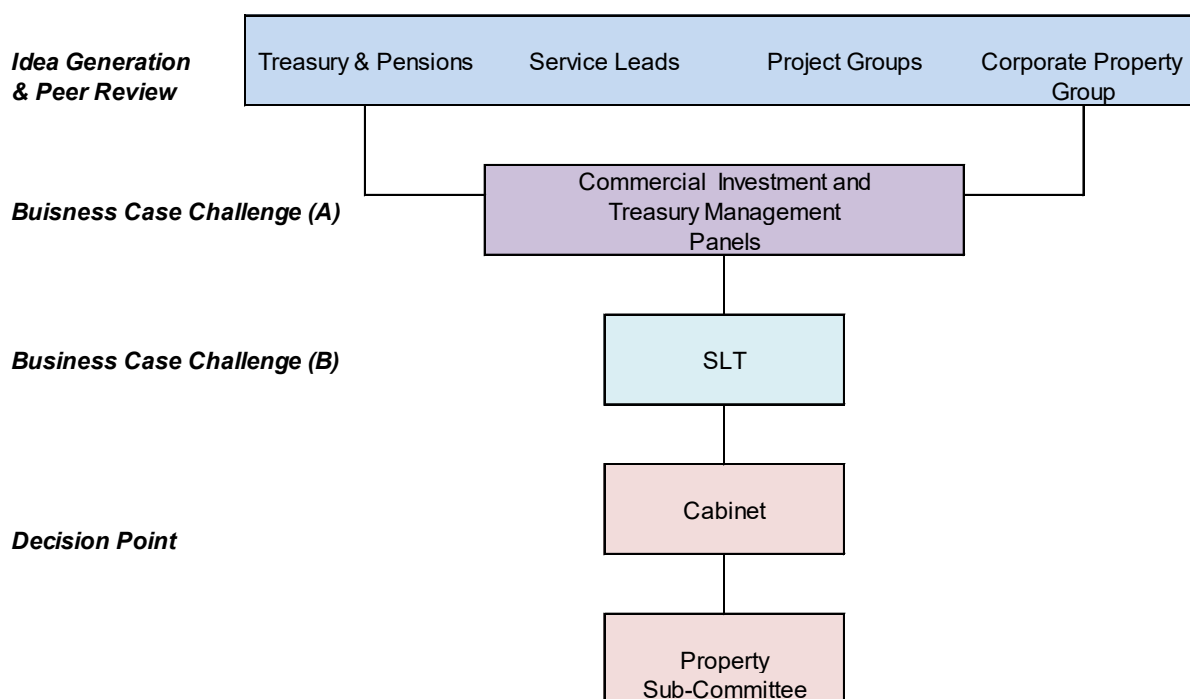 Idea Generation
& Peer Review
Treasury & Pensions
Service Leads
Project Groups
Corporate Property
Group
Buisness Case Challenge (A)
Commercial Investment and
Treasury Management
Panels
Business Case Challenge (B)
SLT
Decision Point
Cabinet
Property
Sub-Committee